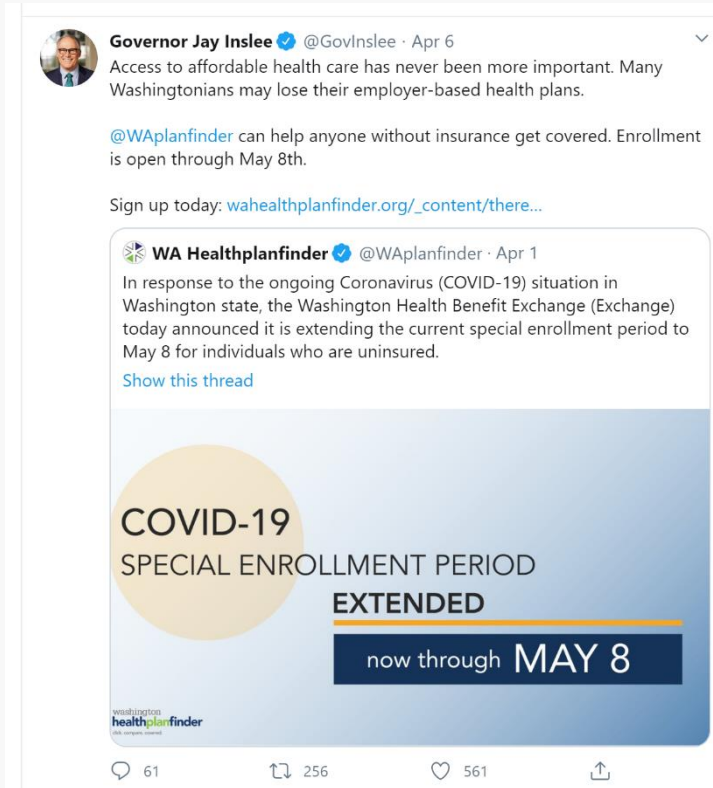 Governor Jay Inslee @GovInslee · Apr 6
Access to affordable health care has never been more important. Many
Washingtonians may lose their employer-based health plans.
@WAplanfinder can help anyone without insurance get covered. Enrollment
is open through May 8th.
Sign up today: wahealthplanfinder.org/_content/there...
WA Healthplanfinder @WAplanfinder · Apr 1
In response to the ongoing Coronavirus (COVID-19) situation in
Washington state, the Washington Health Benefit Exchange (Exchange)
today announced it is extending the current special enrollment period to
May 8 for individuals who are uninsured.
Show this thread
COVID-19
SPECIAL ENROLLMENT PERIOD
EXTENDED
now through MAY 8
washington
healthplanfinder
click. compare. covered.
61 256 561